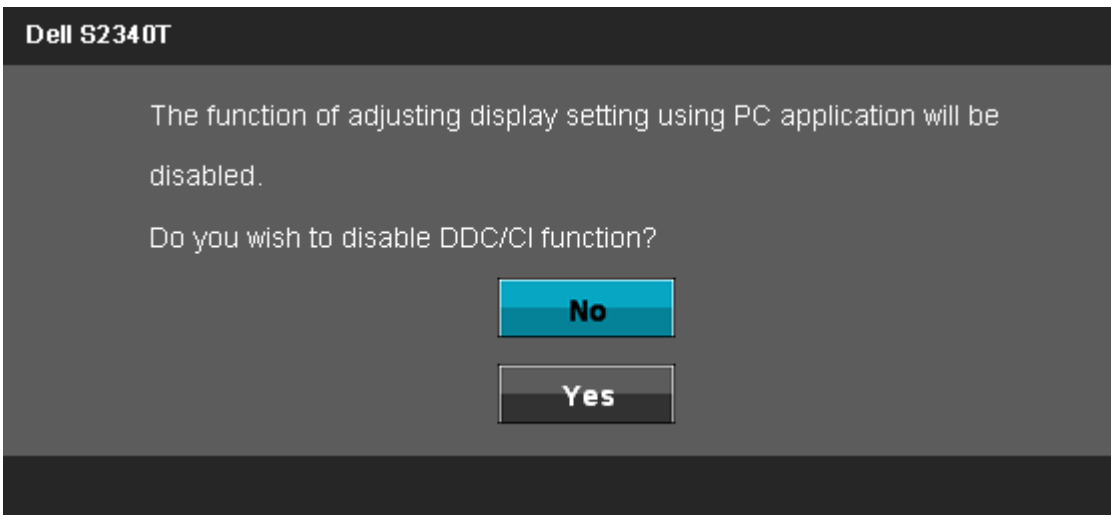 Dell S2340T
The function of adjusting display setting using PC application will be
disabled.
Do you wish to disable DDC/CI function?
No
Yes